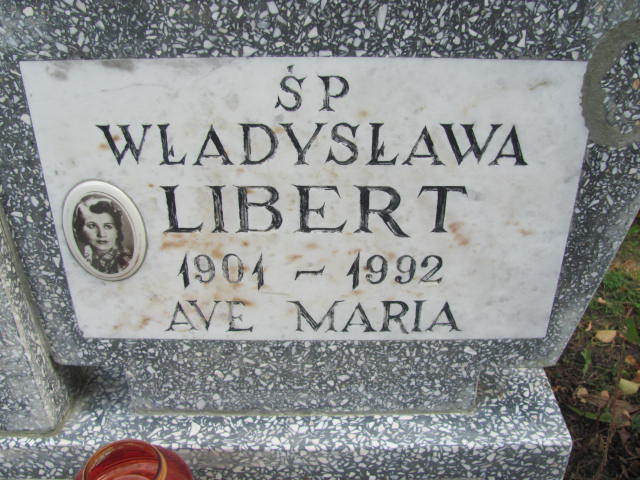 ŚP
WŁADYSŁAWA
LIBERT
1901 - 1992
AVE MARIA